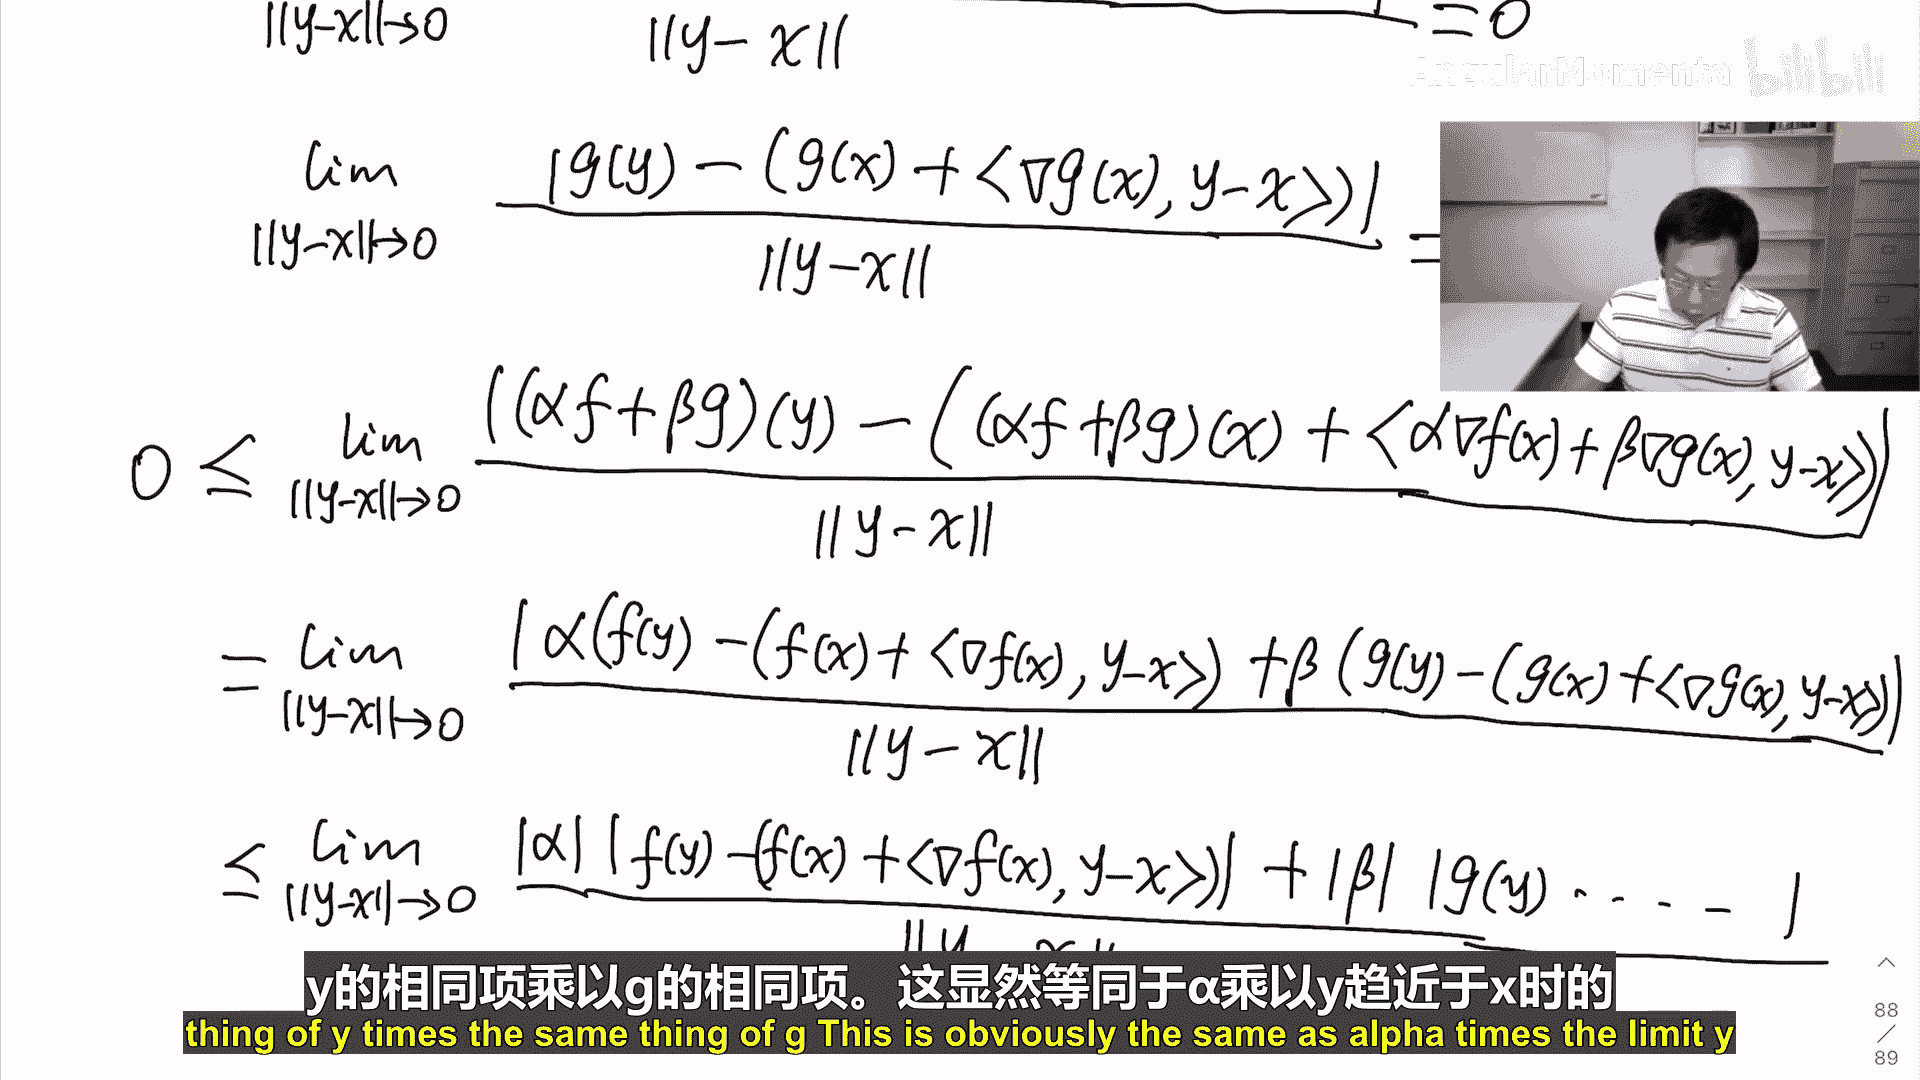 lim ‖y-x‖→0 ‖y-x‖ = 0
AngularMomenta bilibili
lim ‖y-x‖→0 |g(y) - (g(x) + <∇g(x), y-x>)| / ‖y-x‖ =
0 ≤ lim ‖y-x‖→0 |(αf+βg)(y) - ((αf+βg)(x) + <α∇f(x) + β∇g(x), y-x>)| / ‖y-x‖
= lim ‖y-x‖→0 |α(f(y) - (f(x) + <∇f(x), y-x>) + β(g(y) - (g(x) + <∇g(x), y-x>)| / ‖y-x‖
≤ lim ‖y-x‖→0 |α| |f(y) - (f(x) + <∇f(x), y-x>)| + |β| |g(y) ····- | / ‖y-x‖
y的相同项乘以g的相同项。这显然等同于α乘以y趋近于x时的
thing of y times the same thing of g This is obviously the same as alpha times the limit y
88
/
89